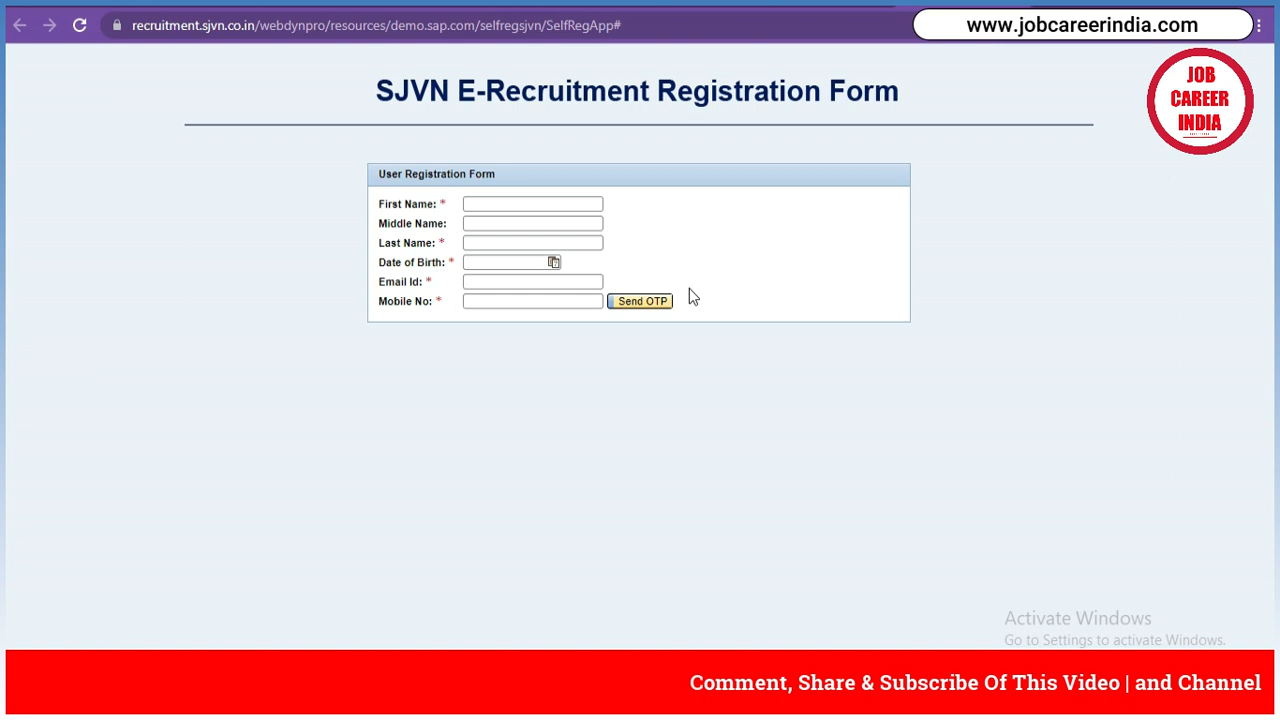 recruitment.sjvn.co.in/webdynpro/resources/demo.sap.com/selfregsjvn/SelfRegApp#
www.jobcareerindia.com
JOB
CAREER
INDIA
SJVN E-Recruitment Registration Form
User Registration Form
First Name: *
Middle Name:
Last Name: *
Date of Birth: *
Email Id: *
Mobile No: * Send OTP
Activate Windows
Go to Settings to activate Windows.
Comment, Share & Subscribe Of This Video | and Channel